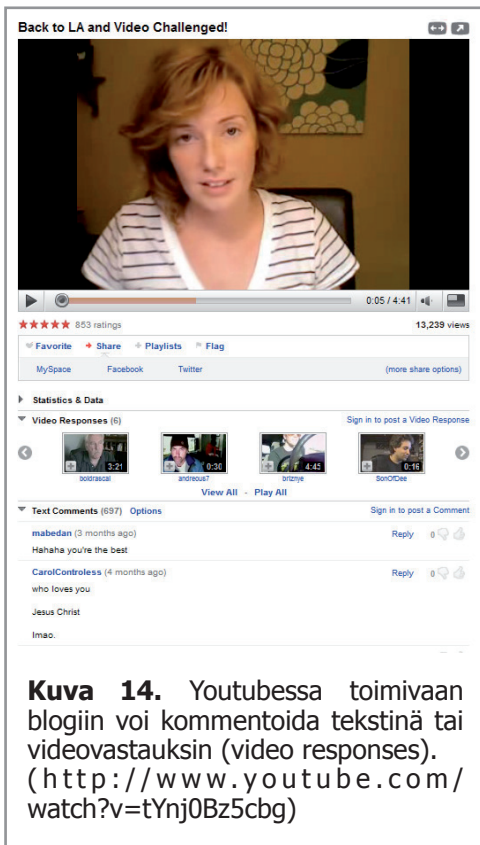 Back to LA and Video Challenged!
0:05 / 4:41
853 ratings 13,239 views
Favorite Share Playlists Flag
MySpace Facebook Twitter (more share options)
Statistics & Data
Video Responses (6) Sign in to post a Video Response
3:21 0:30 4:45 0:16
boldrascal andreous7 briznye SonOfDee
View All - Play All
Text Comments (697) Options Sign in to post a Comment
mabedan (3 months ago) Reply 0
Hahaha you're the best
CarolControless (4 months ago) Reply 0
who loves you
Jesus Christ
lmao.
Kuva 14. Youtubessa toimivaan
blogiin voi kommentoida tekstinä tai
videovastauksin (video responses).
(http://www.youtube.com/
watch?v=tYnj0Bz5cbg)